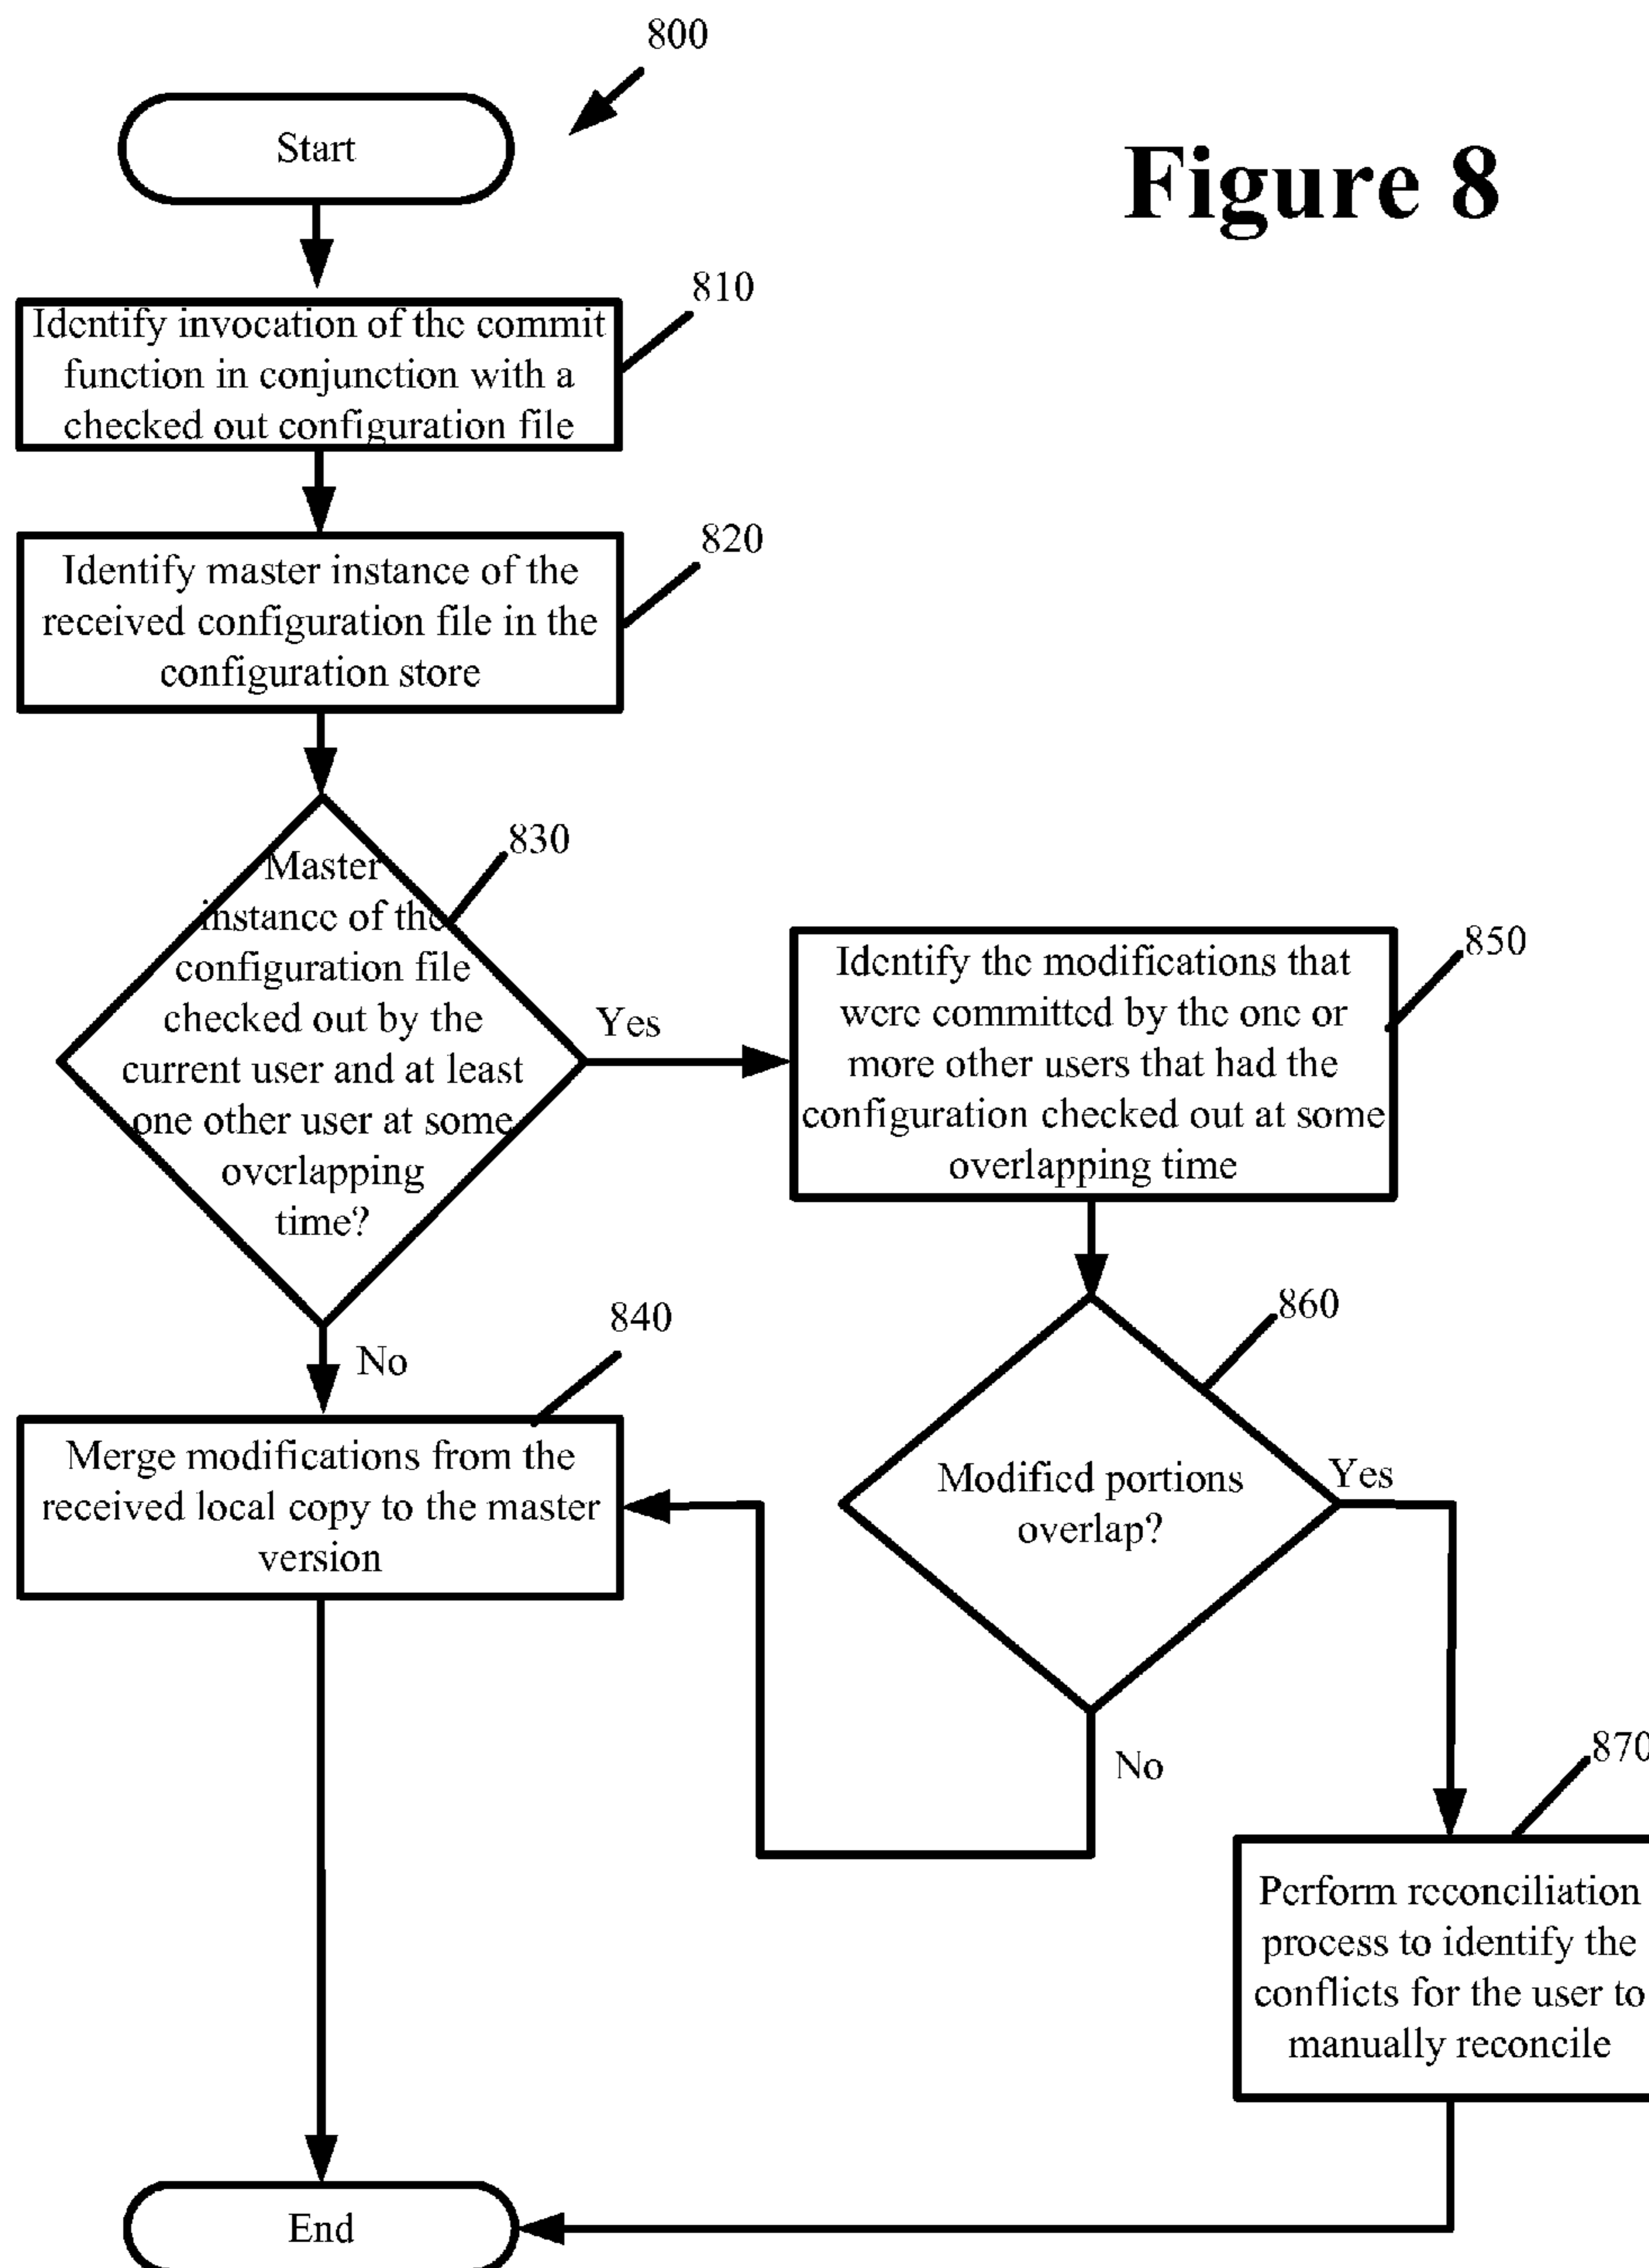 800
Start
Figure 8
810
Identify invocation of the commit
function in conjunction with a
checked out configuration file
820
Identify master instance of the
received configuration file in the
configuration store
830
Master
instance of the
configuration file
checked out by the
current user and at least
one other user at some
overlapping
time?
Yes
850
Identify the modifications that
were committed by the one or
more other users that had the
configuration checked out at some
overlapping time
No
840
Merge modifications from the
received local copy to the master
version
860
Modified portions
overlap?
Yes
No
870
Perform reconciliation
process to identify the
conflicts for the user to
manually reconcile
End